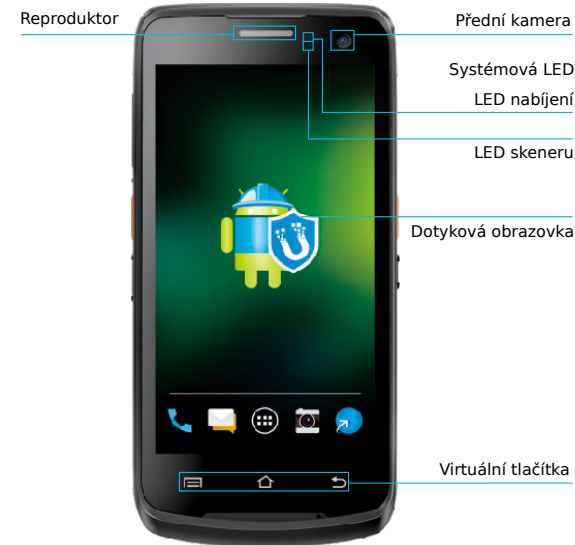 Reproduktor
Přední kamera
Systémová LED
LED nabíjení
LED skeneru
Dotyková obrazovka
Virtuální tlačítka